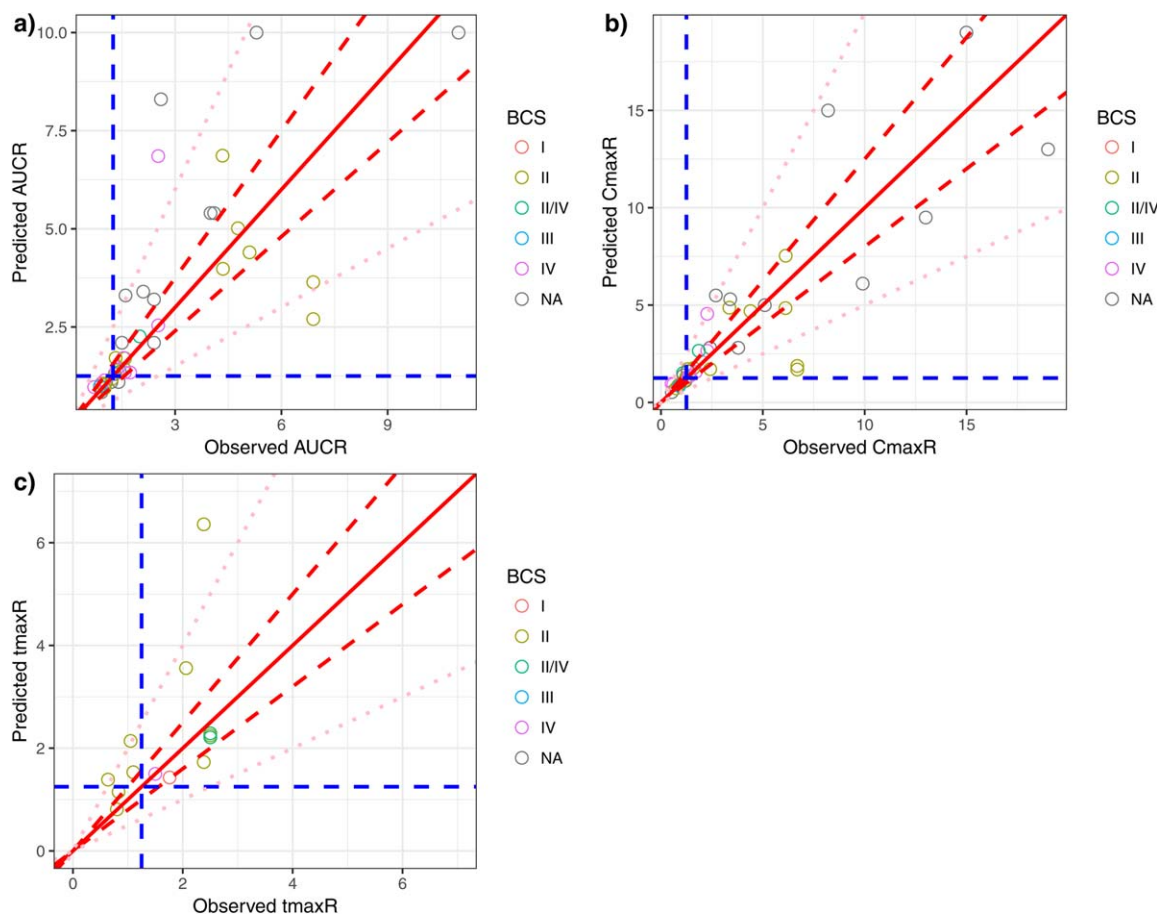 a)
10.0
7.5
5.0
2.5
Predicted AUCR
3 6 9
Observed AUCR
BCS
I
II
II/IV
III
IV
NA
b)
15
10
5
0
Predicted CmaxR
0 5 10 15
Observed CmaxR
BCS
I
II
II/IV
III
IV
NA
c)
6
4
2
0
Predicted tmaxR
0 2 4 6
Observed tmaxR
BCS
I
II
II/IV
III
IV
NA